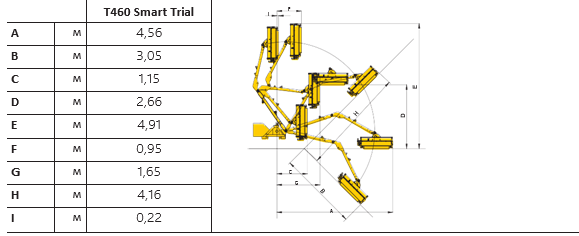 T460 Smart Trial
A м 4,56
B м 3,05
C м 1,15
D м 2,66
E м 4,91
F м 0,95
G м 1,65
H м 4,16
I м 0,22
I F
E
D
H
C
G
B
A